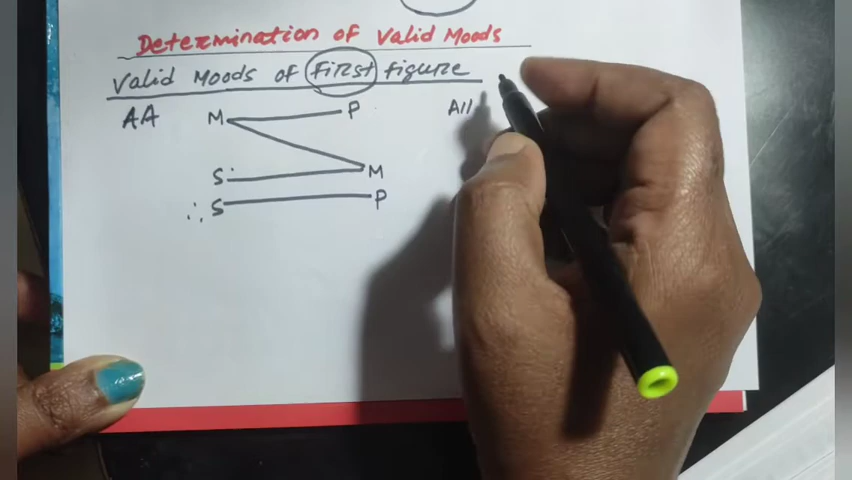 Determination of Valid Moods
Valid Moods of first figure
AA M P All
S M
∴ S P